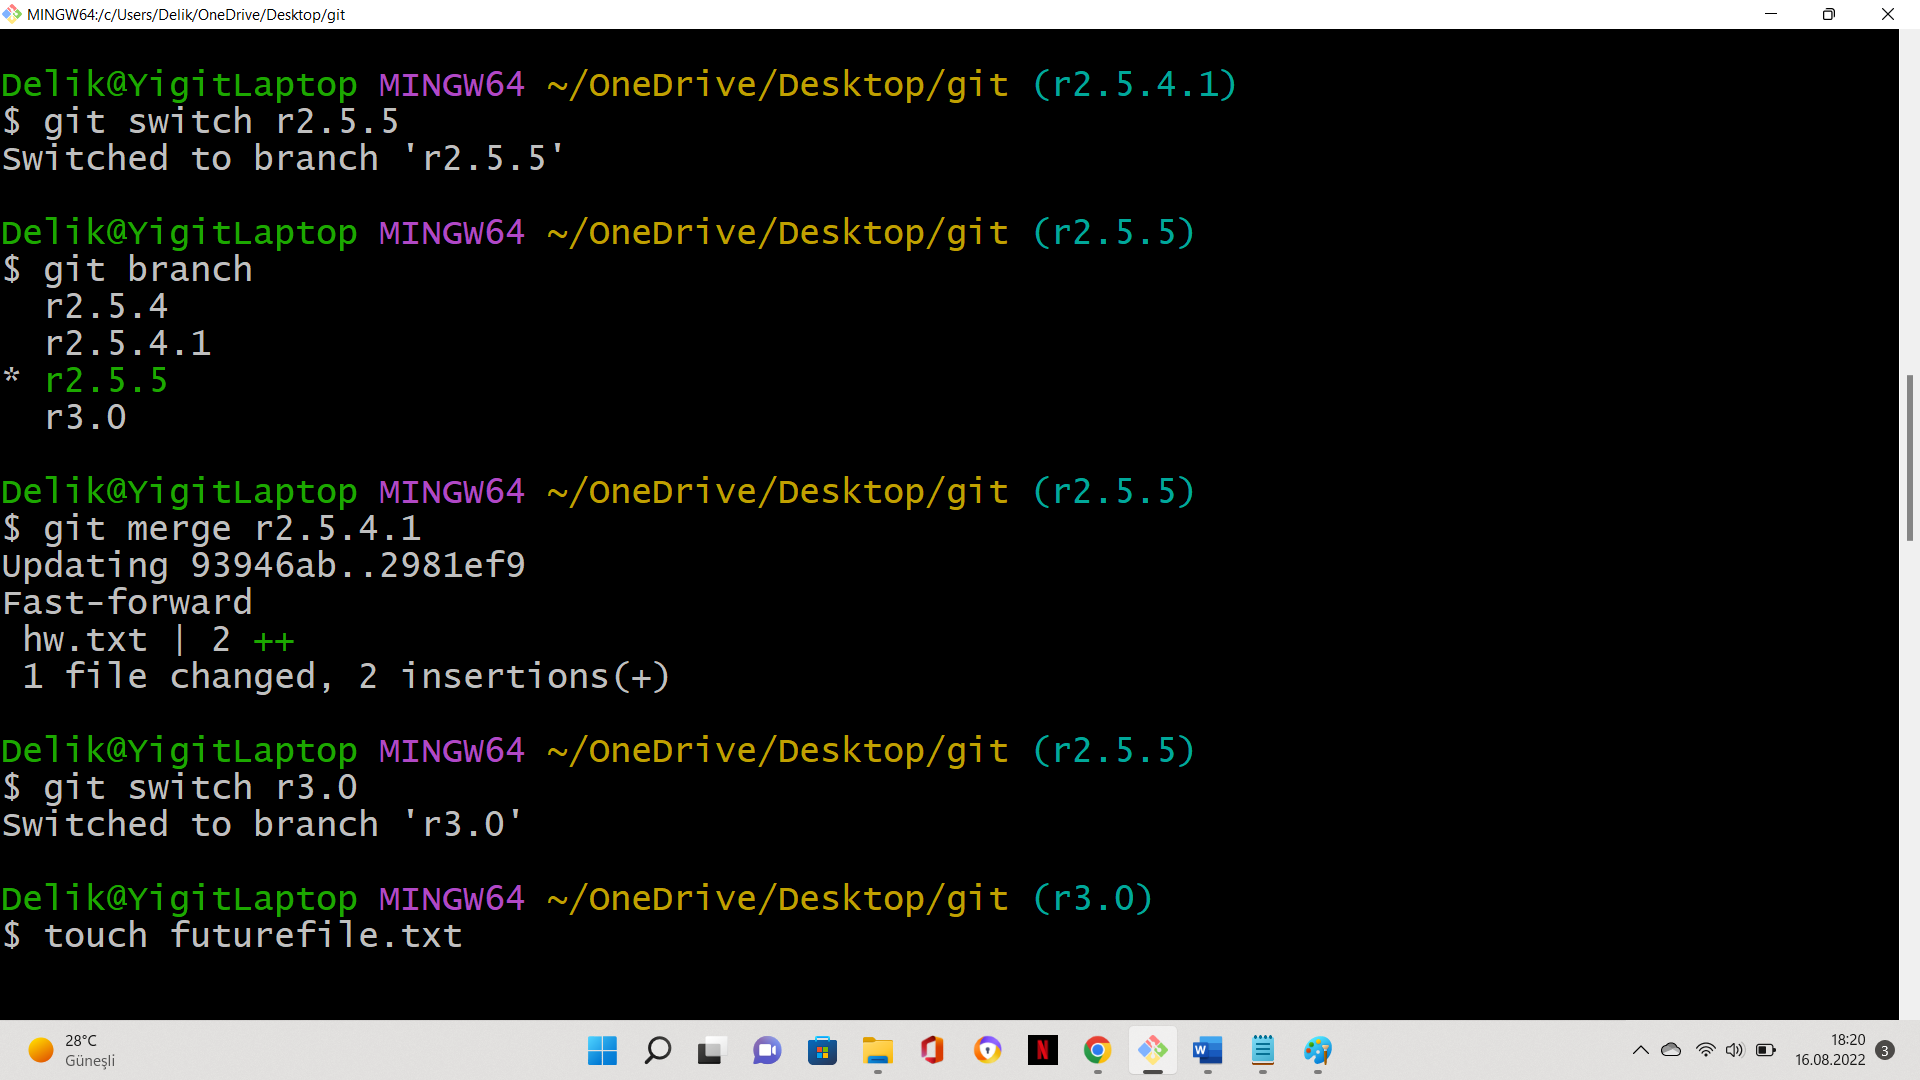 MINGW64:/c/Users/Delik/OneDrive/Desktop/git
Delik@YigitLaptop MINGW64 ~/OneDrive/Desktop/git (r2.5.4.1)
$ git switch r2.5.5
Switched to branch 'r2.5.5'
Delik@YigitLaptop MINGW64 ~/OneDrive/Desktop/git (r2.5.5)
$ git branch
  r2.5.4
  r2.5.4.1
* r2.5.5
  r3.0
Delik@YigitLaptop MINGW64 ~/OneDrive/Desktop/git (r2.5.5)
$ git merge r2.5.4.1
Updating 93946ab..2981ef9
Fast-forward
 hw.txt | 2 ++
 1 file changed, 2 insertions(+)
Delik@YigitLaptop MINGW64 ~/OneDrive/Desktop/git (r2.5.5)
$ git switch r3.0
Switched to branch 'r3.0'
Delik@YigitLaptop MINGW64 ~/OneDrive/Desktop/git (r3.0)
$ touch futurefile.txt
28°C
Güneşli
N
W
18:20
16.08.2022
3